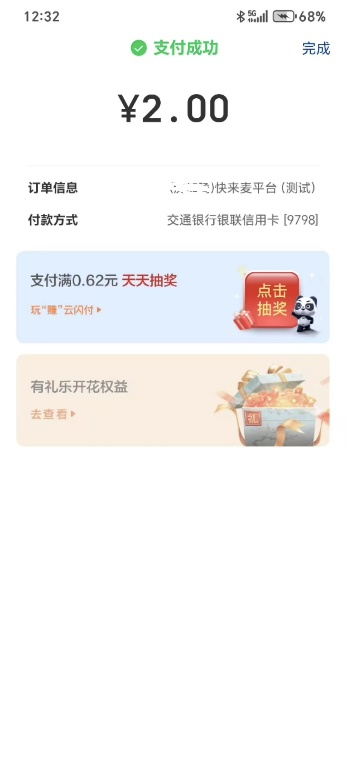 12:32
5G
68%
支付成功
完成
¥2.00
订单信息
)快来麦平台 (测试)
付款方式
交通银行银联信用卡 [9798]
支付满0.62元 天天抽奖
玩“赚”云闪付
点击
抽奖
有礼乐开花权益
去查看
礼